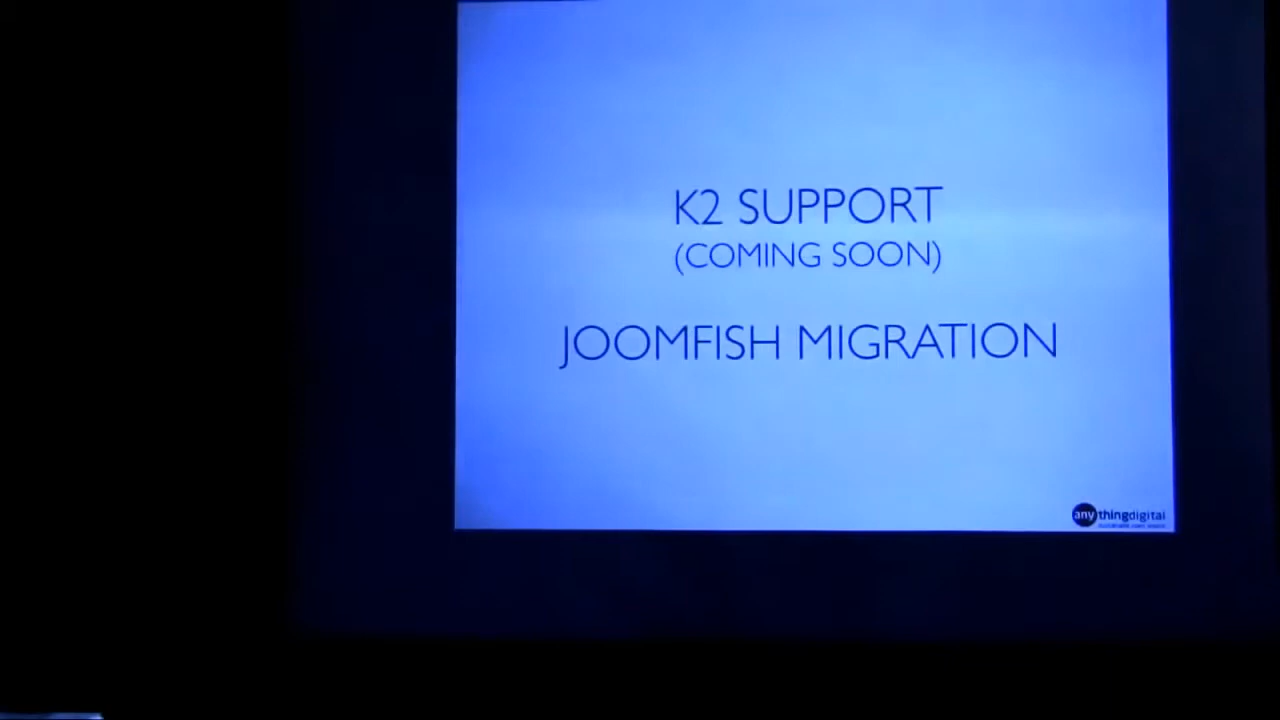 K2 SUPPORT
(COMING SOON)
JOOMFISH MIGRATION
anythingdigital